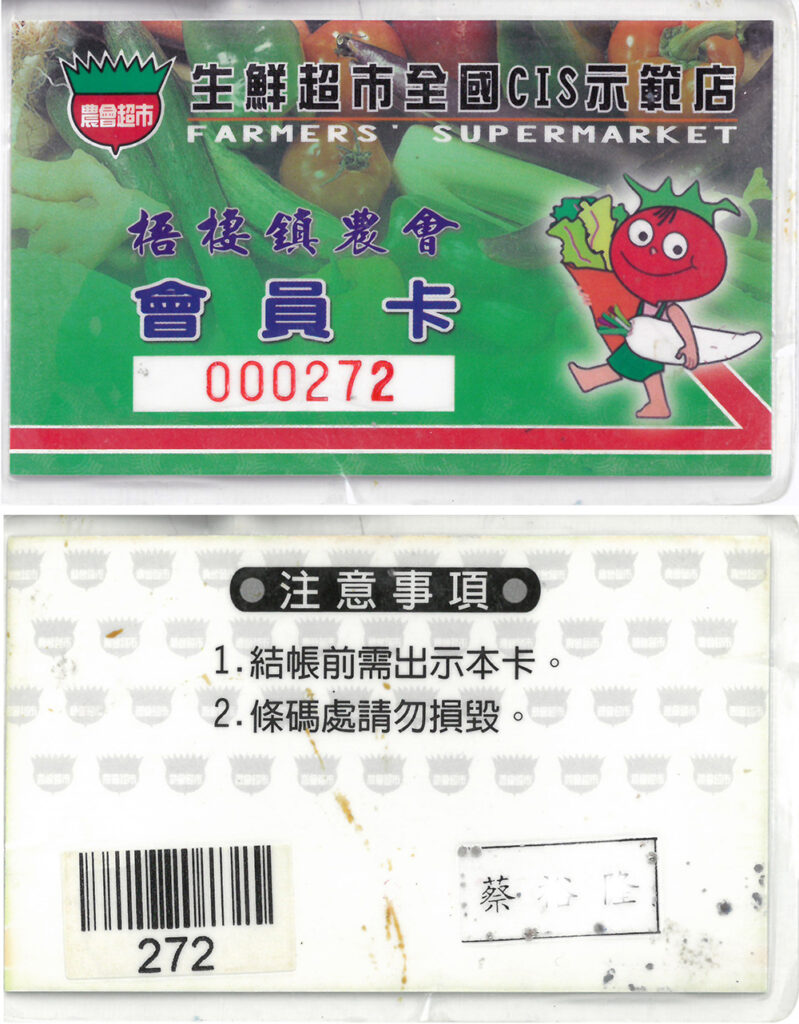 農會超市
生鮮超市全國CIS示範店
FARMERS' SUPERMARKET
梧棲鎮農會
會員卡
000272
注意事項
1.結帳前需出示本卡。
2.條碼處請勿損毀。
272
蔡裕隆